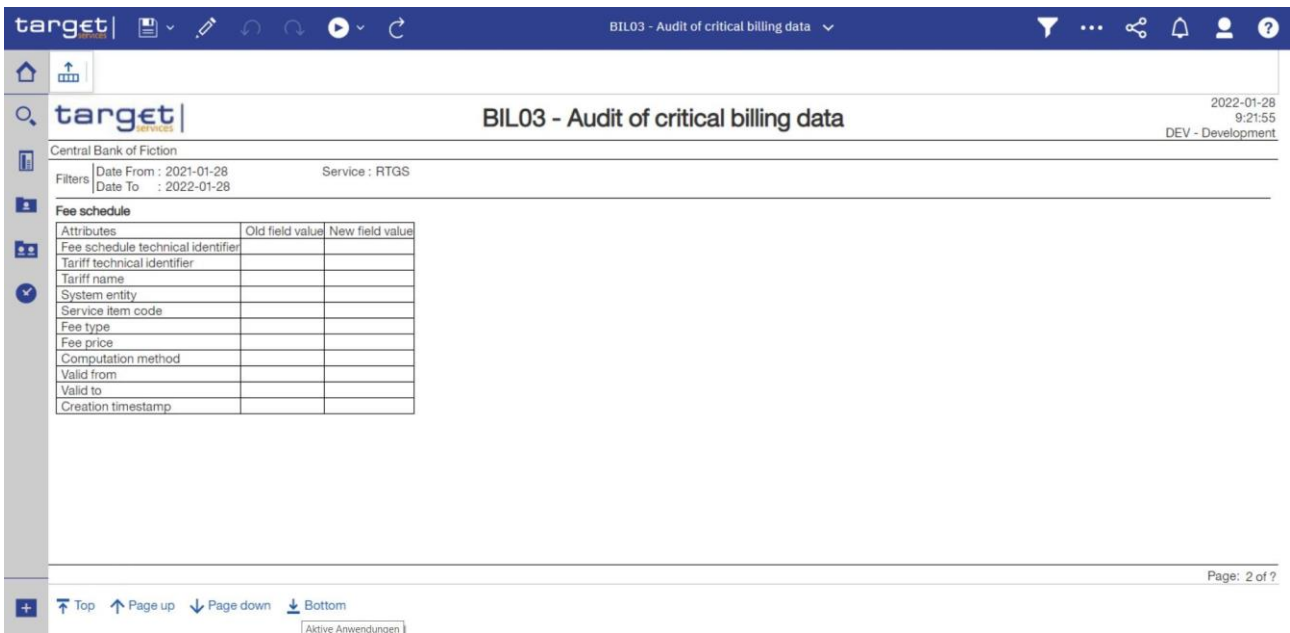 target|
services
BIL03 - Audit of critical billing data
target|
services
BIL03 - Audit of critical billing data
2022-01-28
9:21:55
DEV - Development
Central Bank of Fiction
Filters Date From : 2021-01-28 Service : RTGS
Date To : 2022-01-28
Fee schedule
Attributes Old field value New field value
Fee schedule technical identifier
Tariff technical identifier
Tariff name
System entity
Service item code
Fee type
Fee price
Computation method
Valid from
Valid to
Creation timestamp
Page: 2 of ?
Top Page up Page down Bottom
Aktive Anwendungen